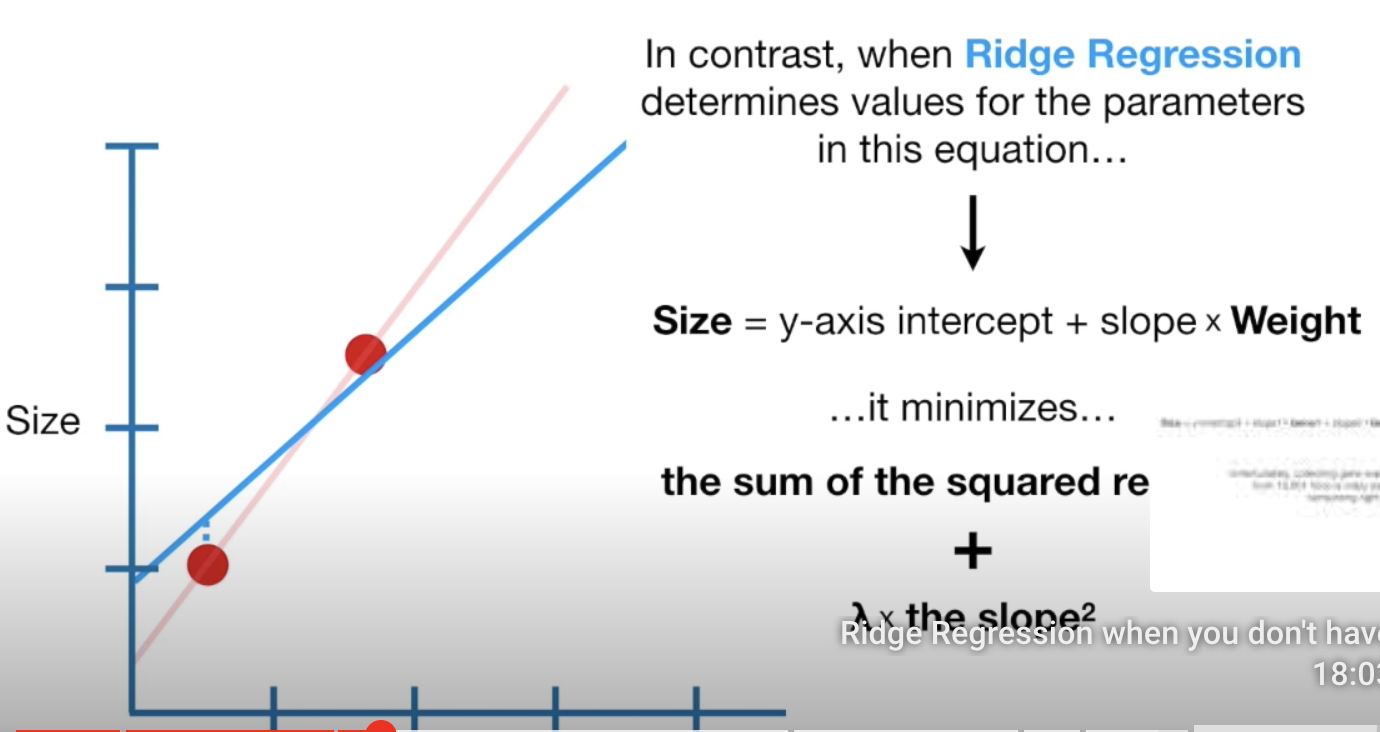 In contrast, when Ridge Regression
determines values for the parameters
in this equation...
Size = y-axis intercept + slope x Weight
Size
...it minimizes...
the sum of the squared re
+
λ x the slope²
Ridge Regression when you don't have
18:03